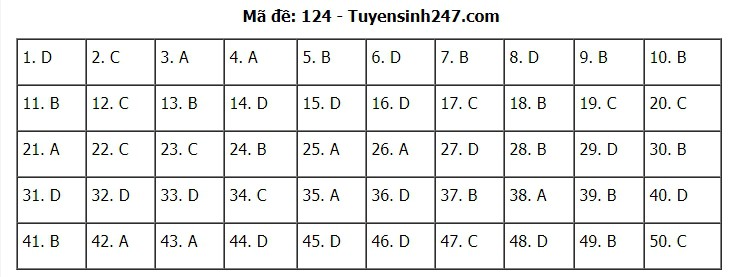 Mã đề: 124 - Tuyensinh247.com
1. D 2. C 3. A 4. A 5. B 6. D 7. B 8. D 9. B 10. B
11. B 12. C 13. B 14. D 15. D 16. D 17. C 18. B 19. C 20. C
21. A 22. C 23. C 24. B 25. A 26. A 27. D 28. B 29. D 30. B
31. D 32. D 33. D 34. C 35. A 36. D 37. B 38. A 39. B 40. D
41. B 42. A 43. A 44. D 45. D 46. D 47. C 48. D 49. B 50. C